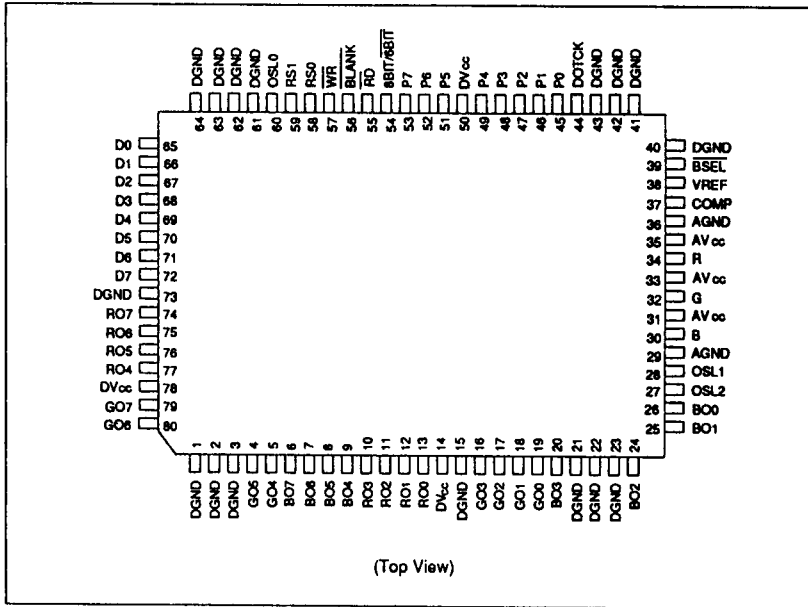 DGND DGND DGND DGND OSL0 RS1 RS0 WR BLANK RD 8BIT/6BIT P7 P6 P5 DVcc P4 P3 P2 P1 P0 DOTCK DGND DGND DGND
64 63 62 61 60 59 58 57 56 55 54 53 52 51 50 49 48 47 46 45 44 43 42 41
D0 65
D1 66
D2 67
D3 68
D4 69
D5 70
D6 71
D7 72
DGND 73
RO7 74
RO6 75
RO5 76
RO4 77
DVcc 78
GO7 79
GO6 80
40 DGND
39 BSEL
38 VREF
37 COMP
36 AGND
35 AVcc
34 R
33 AVcc
32 G
31 AVcc
30 B
29 AGND
28 OSL1
27 OSL2
26 BO0
25 BO1
1 2 3 4 5 6 7 8 9 10 11 12 13 14 15 16 17 18 19 20 21 22 23 24
DGND DGND DGND GO5 GO4 BO7 BO6 BO5 BO4 RO3 RO2 RO1 RO0 DVcc DGND GO3 GO2 GO1 GO0 BO3 DGND DGND DGND BO2
(Top View)